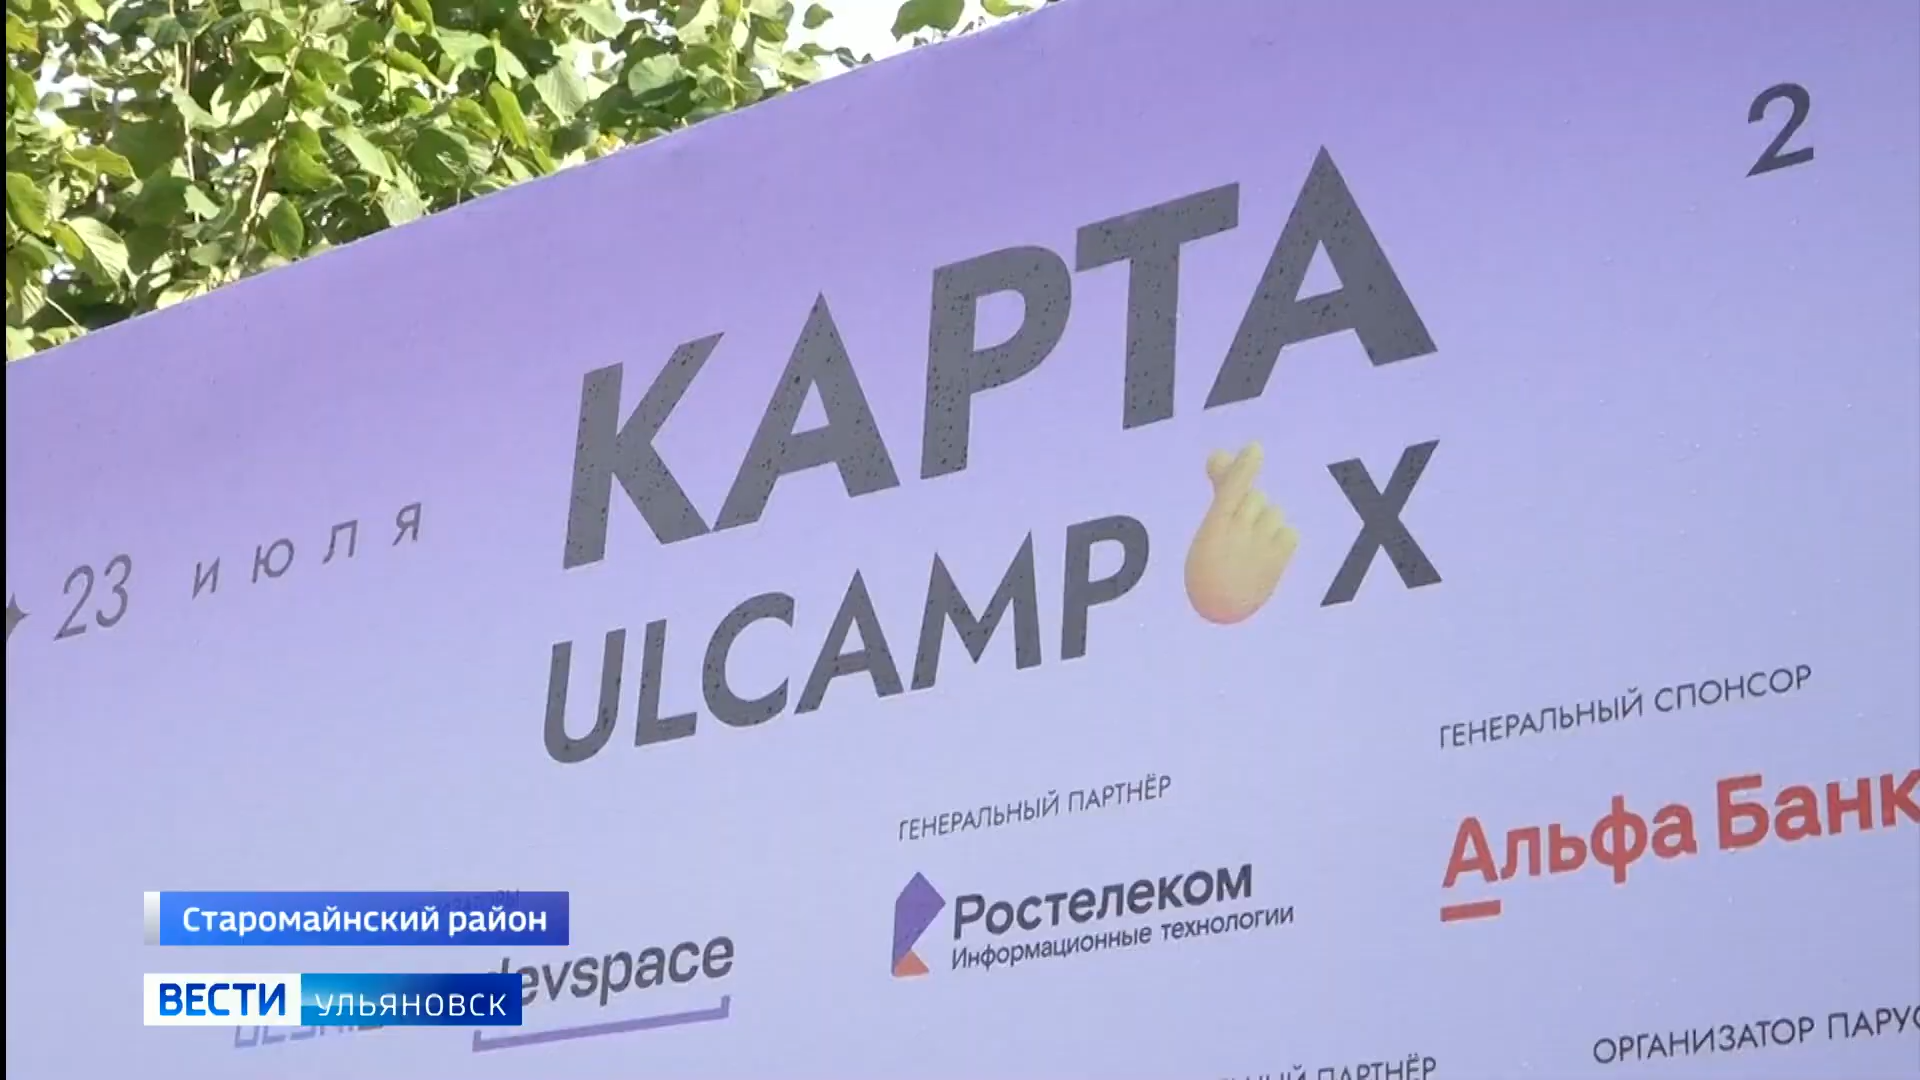 2
КАРТА
23 июля
ULCAMP X
ГЕНЕРАЛЬНЫЙ СПОНСОР
Альфа Банк
ГЕНЕРАЛЬНЫЙ ПАРТНЁР
Ростелеком
Информационные технологии
Старомайнский район
devspace
ВЕСТИ УЛЬЯНОВСК
ОРГАНИЗАТОР
ПАРТНЁР